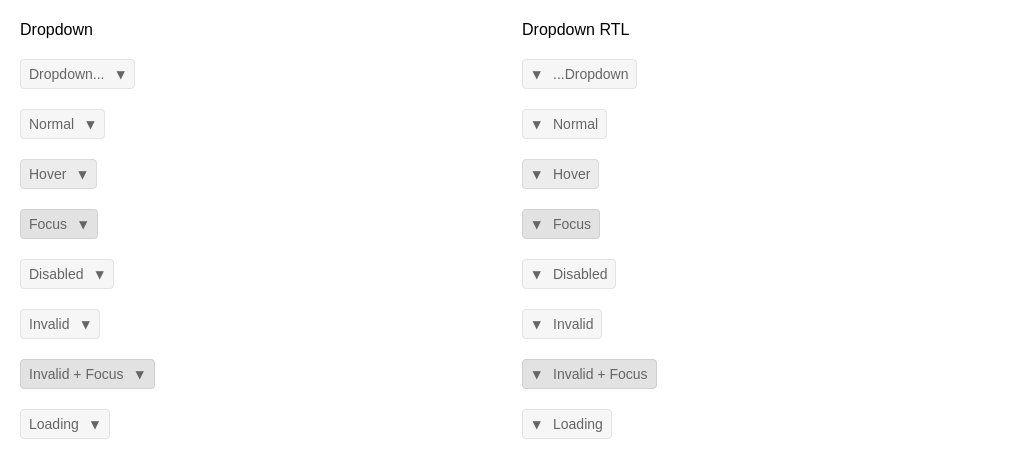 Dropdown
Dropdown...
Normal
Hover
Focus
Disabled
Invalid
Invalid + Focus
Loading
Dropdown RTL
...Dropdown
Normal
Hover
Focus
Disabled
Invalid
Invalid + Focus
Loading